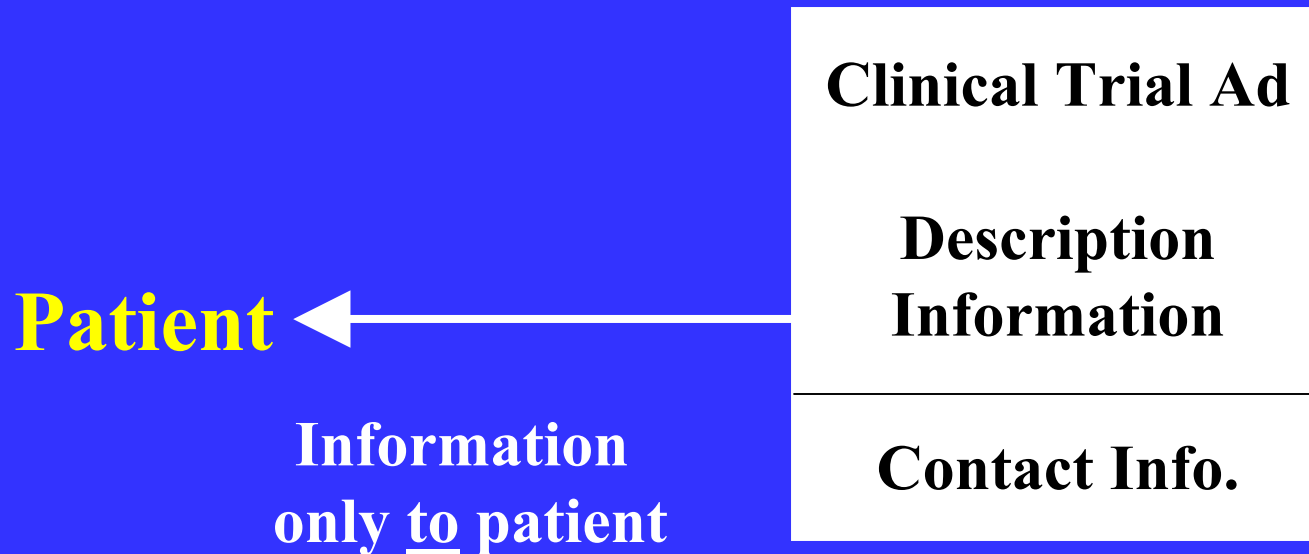 Clinical Trial Ad
Description
Information
Patient
Information
only to patient
Contact Info.